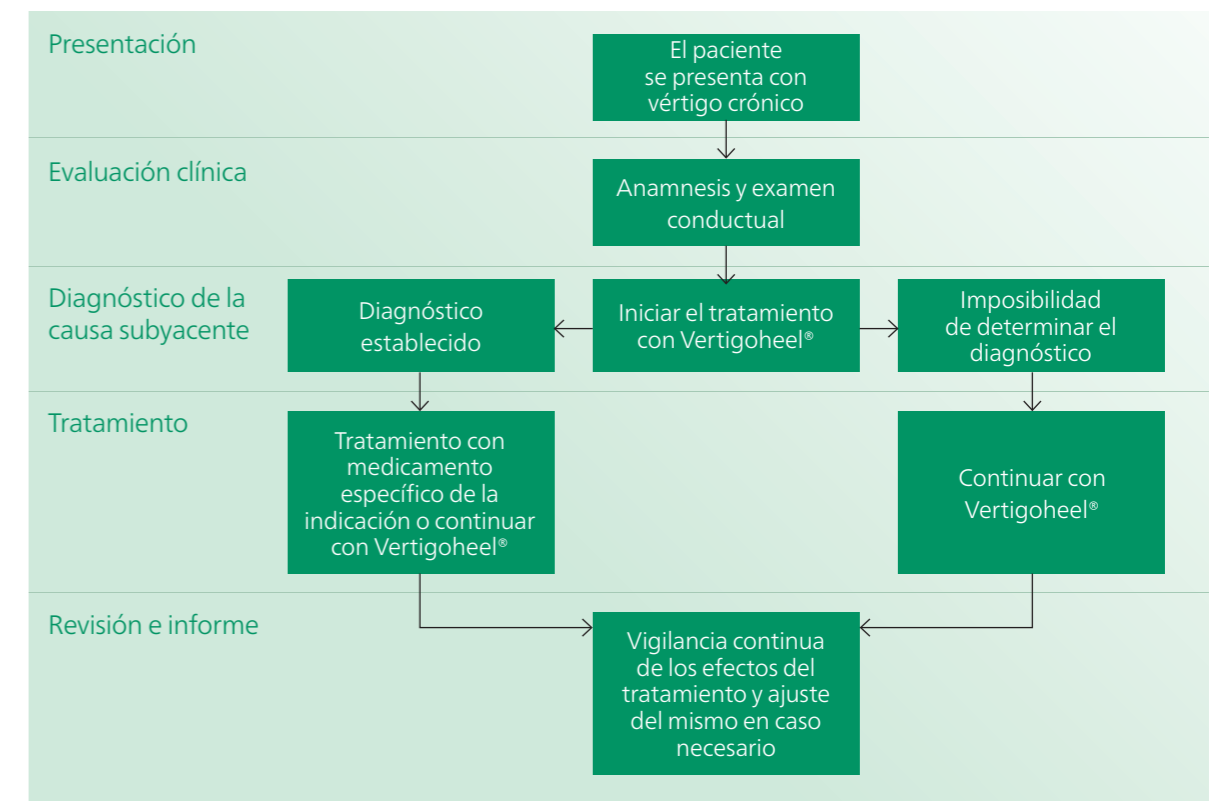 Presentación
El paciente
se presenta con
vértigo crónico
Evaluación clínica
Anamnesis y examen
conductual
Diagnóstico de la
causa subyacente
Diagnóstico
establecido
Iniciar el tratamiento
con Vertigoheel®
Imposibilidad
de determinar el
diagnóstico
Tratamiento
Tratamiento con
medicamento
específico de la
indicación o continuar
con Vertigoheel®
Continuar con
Vertigoheel®
Revisión e informe
Vigilancia continua
de los efectos del
tratamiento y ajuste
del mismo en caso
necesario